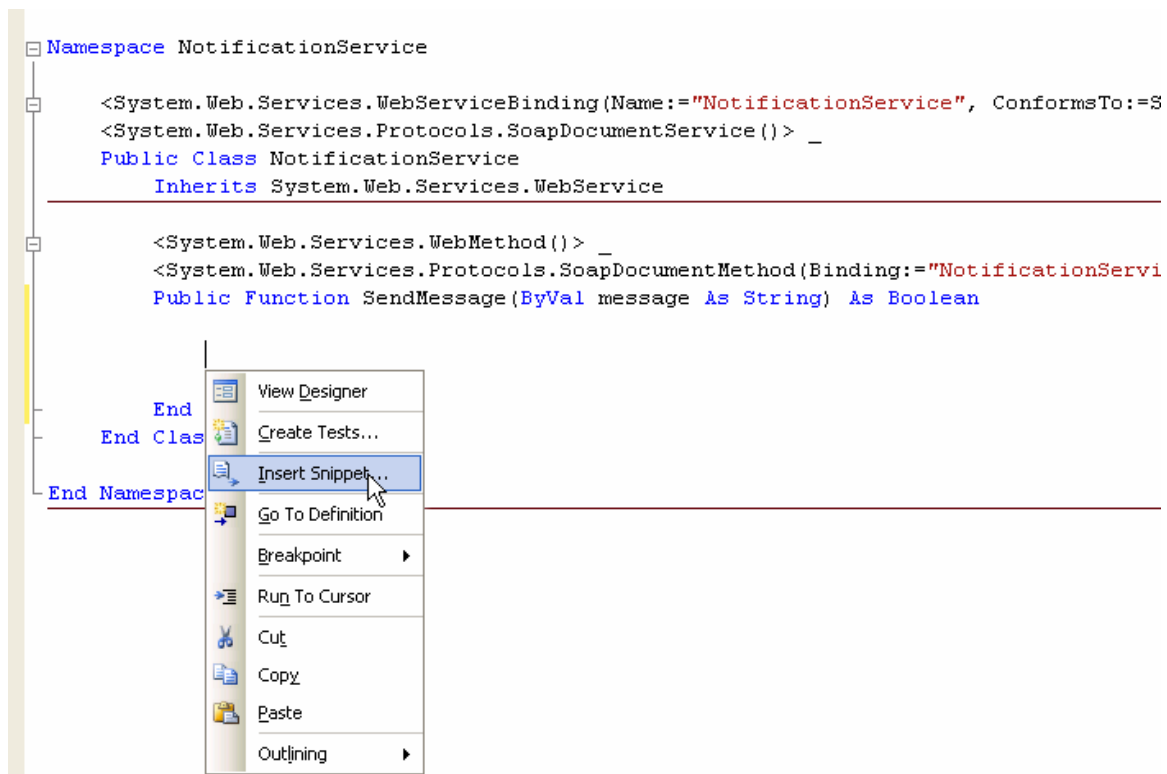 Namespace NotificationService
<System.Web.Services.WebServiceBinding(Name:="NotificationService", ConformsTo:=S
<System.Web.Services.Protocols.SoapDocumentService()> _
Public Class NotificationService
Inherits System.Web.Services.WebService
<System.Web.Services.WebMethod()> _
<System.Web.Services.Protocols.SoapDocumentMethod(Binding:="NotificationServi
Public Function SendMessage(ByVal message As String) As Boolean
View Designer
End
Create Tests...
End Clas
Insert Snippet...
End Namespac
Go To Definition
Breakpoint
Run To Cursor
Cut
Copy
Paste
Outlining